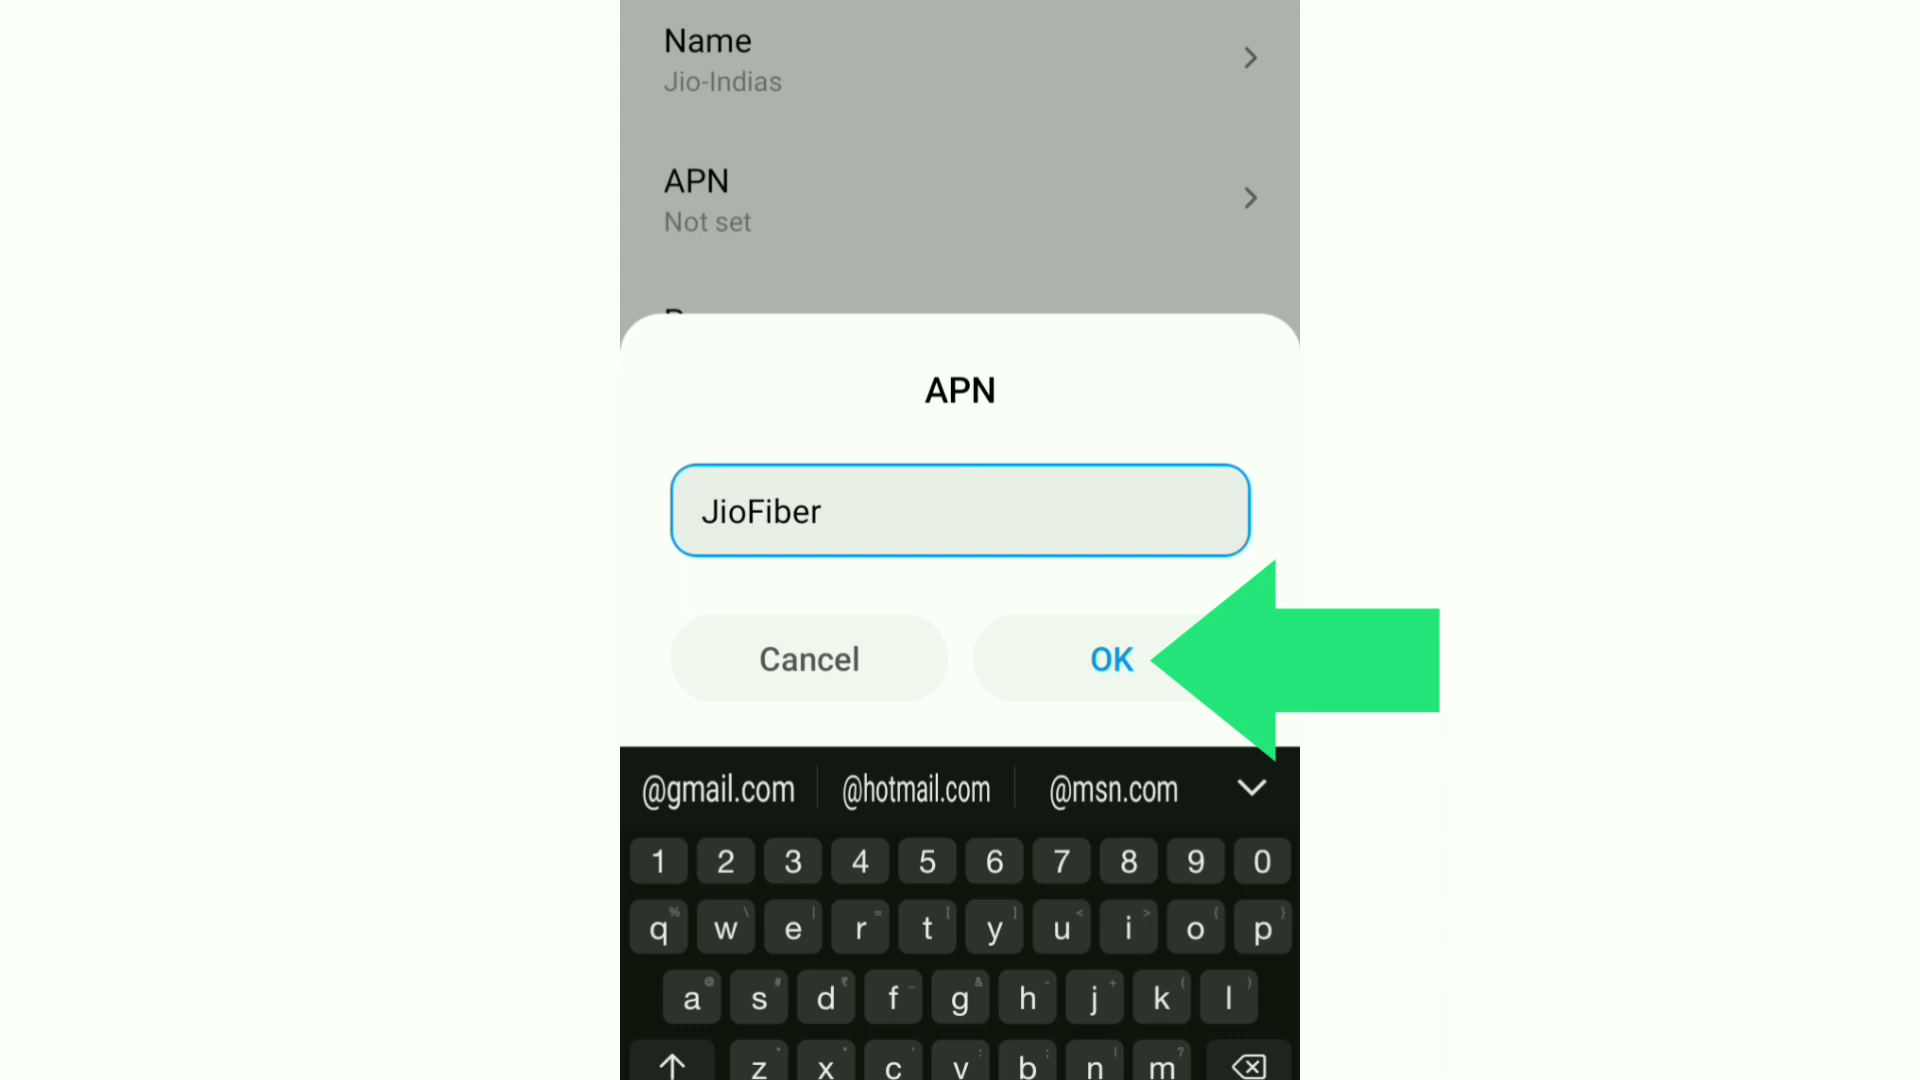 Name
Jio-Indias
APN
Not set
APN
JioFiber
Cancel OK
@gmail.com @hotmail.com @msn.com
1 2 3 4 5 6 7 8 9 0
q w e r t y u i o p
a s d f g h j k l
z x c v b n m